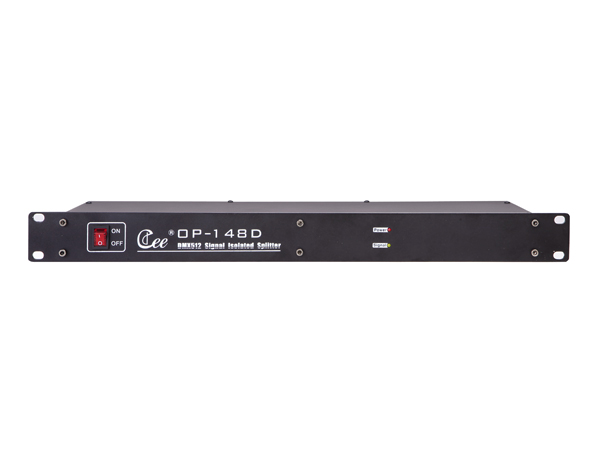 ON
OFF
I
O
Cee® OP-148D
DMX512 Signal Isolated Splitter
Power
Signal